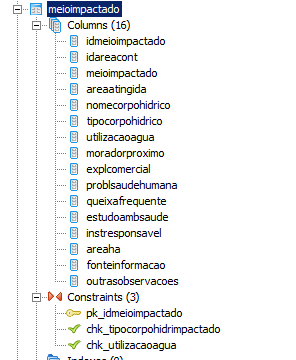 meioimpactado
Columns (16)
idmeioimpactado
idareacont
meioimpactado
areaatingida
nomecorpohidrico
tipocorpohidrico
utilizacaoagua
moradorproximo
explcomercial
problsaudehumana
queixafrequente
estudoambsaude
instresponsavel
areaha
fonteinformacao
outrasobservacoes
Constraints (3)
pk_idmeioimpactado
chk_tipocorpohidrimpactado
chk_utilizacaoagua